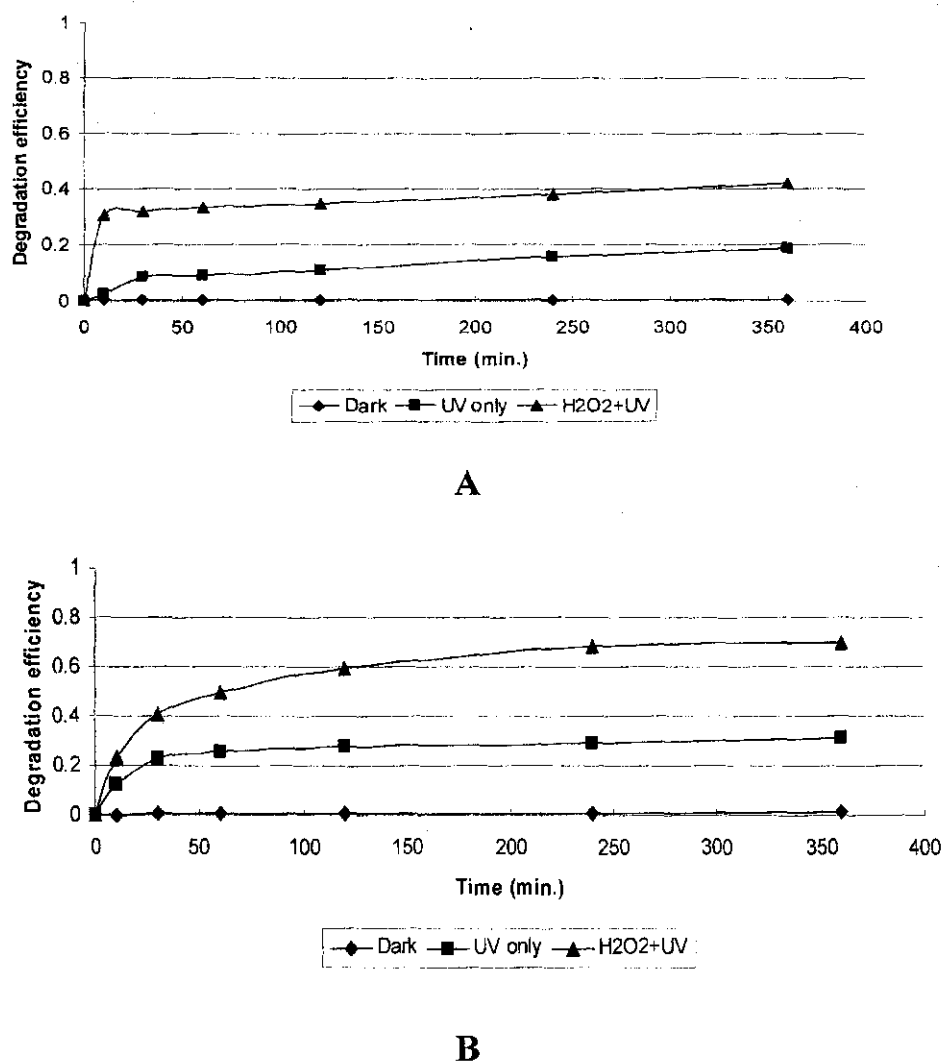 1
0.8
0.6
0.4
0.2
0
Degradation efficiency
0 50 100 150 200 250 300 350 400
Time (min.)
Dark UV only H2O2+UV
A
1
0.8
0.6
0.4
0.2
0
Degradation efficiency
0 50 100 150 200 250 300 350 400
Time (min.)
Dark UV only H2O2+UV
B